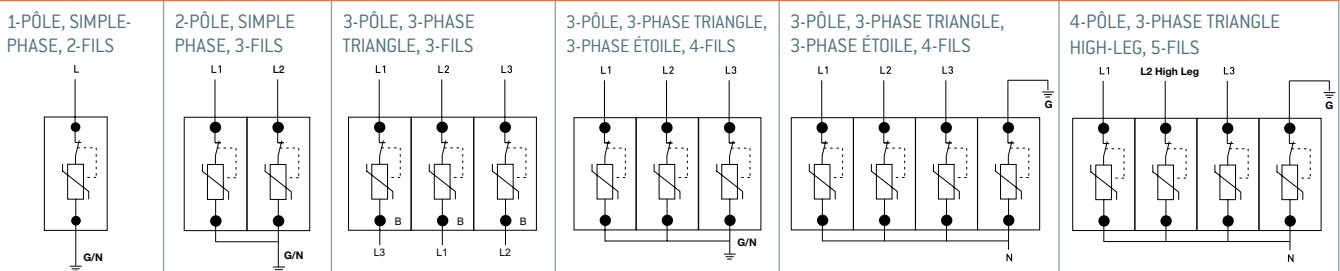 1-PÔLE, SIMPLE-
PHASE, 2-FILS
L
G/N
2-PÔLE, SIMPLE
PHASE, 3-FILS
L1 L2
G/N
3-PÔLE, 3-PHASE
TRIANGLE, 3-FILS
L1 L2 L3
B B B
L3 L1 L2
3-PÔLE, 3-PHASE TRIANGLE,
3-PHASE ÉTOILE, 4-FILS
L1 L2 L3
G/N
3-PÔLE, 3-PHASE TRIANGLE,
3-PHASE ÉTOILE, 4-FILS
L1 L2 L3
G
N
4-PÔLE, 3-PHASE TRIANGLE
HIGH-LEG, 5-FILS
L1 L2 High Leg L3
G
N